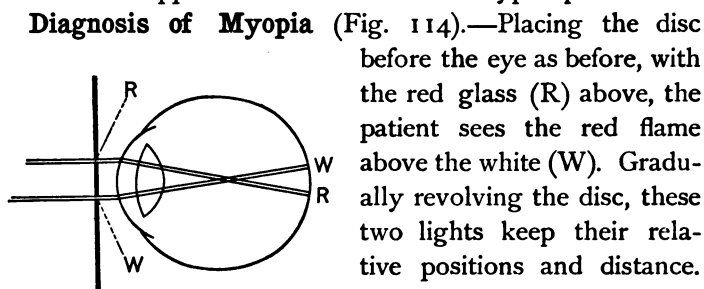 Diagnosis of Myopia (Fig. 114).—Placing the disc
before the eye as before, with
the red glass (R) above, the
patient sees the red flame
above the white (W). Gradu-
ally revolving the disc, these
two lights keep their rela-
tive positions and distance.
R
W
R
W